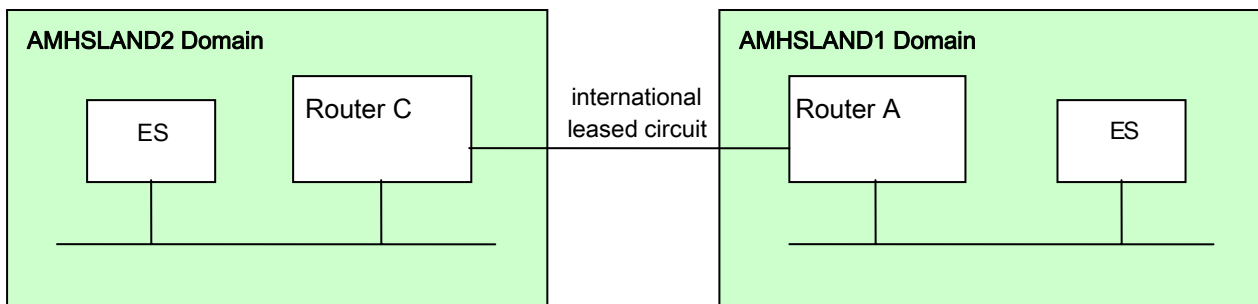 AMHSLAND2 Domain
ES
Router C
international
leased circuit
AMHSLAND1 Domain
Router A
ES